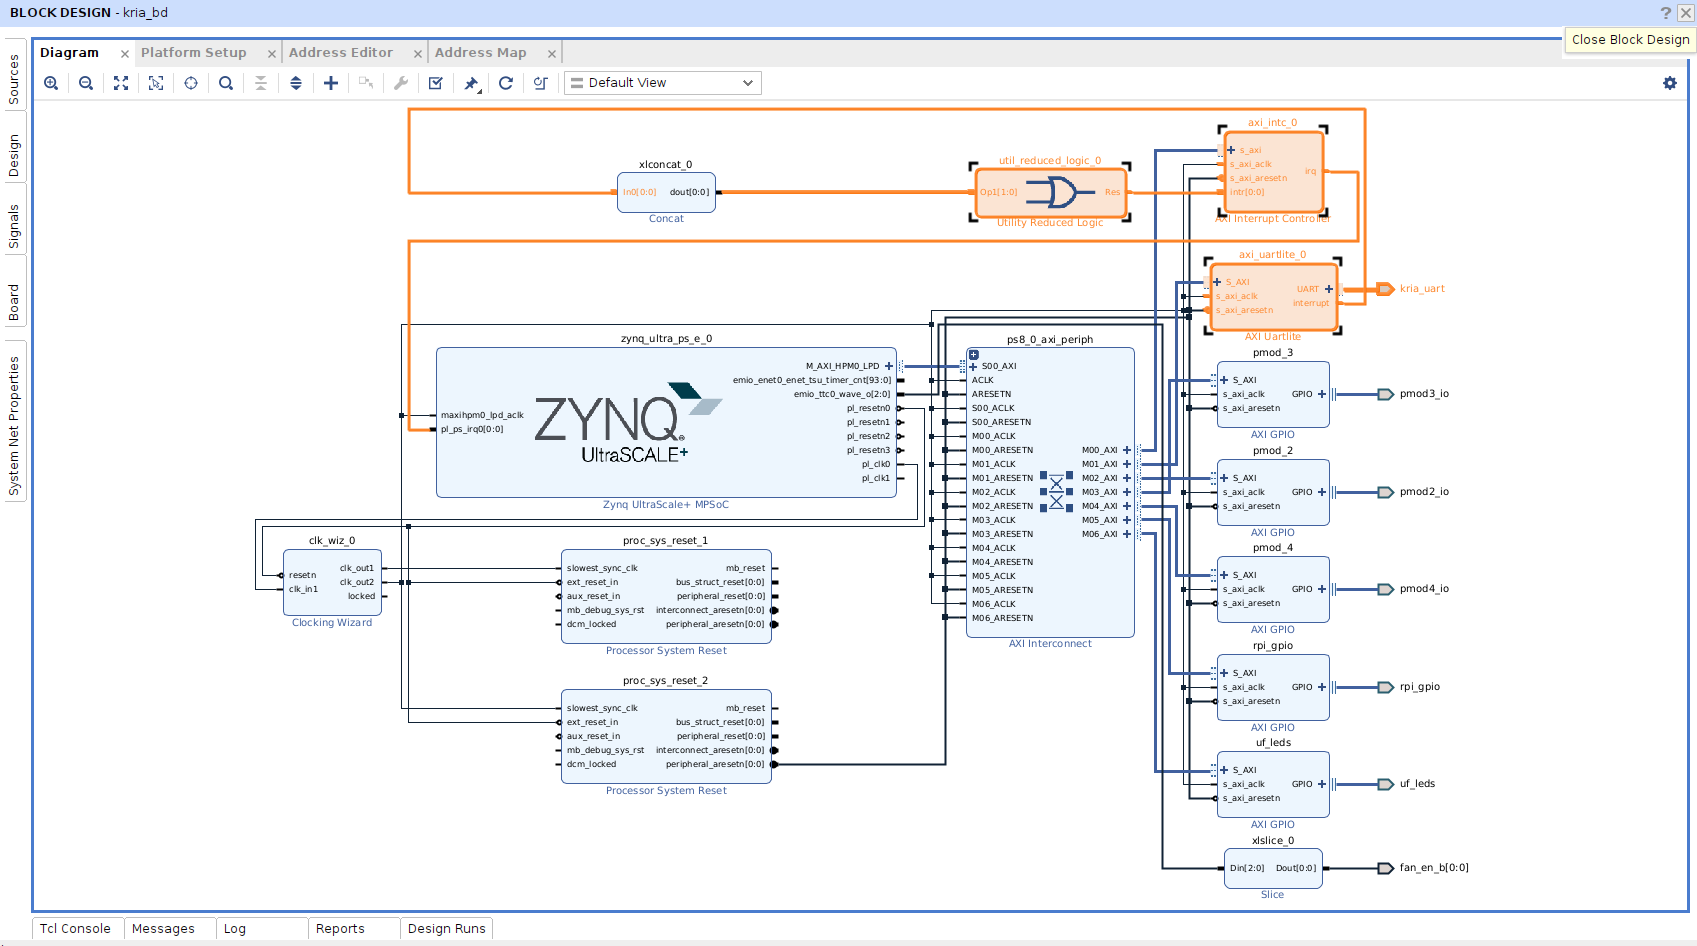 BLOCK DESIGN - kria_bd
?
Close Block Design
Sources
Design
Signals
Board
System Net Properties
Diagram
Platform Setup
Address Editor
Address Map
Default View
xlconcat_0
In0[0:0]
dout[0:0]
Concat
util_reduced_logic_0
Op1[1:0]
Res
Utility Reduced Logic
axi_intc_0
s_axi
s_axi_aclk
s_axi_aresetn
intr[0:0]
irq
AXI Interrupt Controller
axi_uartlite_0
S_AXI
s_axi_aclk
s_axi_aresetn
UART
interrupt
AXI Uartlite
kria_uart
zynq_ultra_ps_e_0
maxihpm0_lpd_aclk
pl_ps_irq0[0:0]
ZYNQ
UltraSCALE+
M_AXI_HPM0_LPD
emio_enet0_enet_tsu_timer_cnt[93:0]
emio_ttc0_wave_o[2:0]
pl_resetn0
pl_resetn1
pl_resetn2
pl_resetn3
pl_clk0
pl_clk1
Zynq UltraScale+ MPSoC
ps8_0_axi_periph
S00_AXI
ACLK
ARESETN
S00_ACLK
S00_ARESETN
M00_ACLK
M00_ARESETN
M01_ACLK
M01_ARESETN
M02_ACLK
M02_ARESETN
M03_ACLK
M03_ARESETN
M04_ACLK
M04_ARESETN
M05_ACLK
M05_ARESETN
M06_ACLK
M06_ARESETN
M00_AXI
M01_AXI
M02_AXI
M03_AXI
M04_AXI
M05_AXI
M06_AXI
AXI Interconnect
pmod_3
S_AXI
s_axi_aclk
s_axi_aresetn
GPIO
AXI GPIO
pmod3_io
pmod_2
S_AXI
s_axi_aclk
s_axi_aresetn
GPIO
AXI GPIO
pmod2_io
pmod_4
S_AXI
s_axi_aclk
s_axi_aresetn
GPIO
AXI GPIO
pmod4_io
rpi_gpio
S_AXI
s_axi_aclk
s_axi_aresetn
GPIO
AXI GPIO
rpi_gpio
uf_leds
S_AXI
s_axi_aclk
s_axi_aresetn
GPIO
AXI GPIO
uf_leds
xlslice_0
Din[2:0]
Dout[0:0]
Slice
fan_en_b[0:0]
clk_wiz_0
resetn
clk_in1
clk_out1
clk_out2
locked
Clocking Wizard
proc_sys_reset_1
slowest_sync_clk
ext_reset_in
aux_reset_in
mb_debug_sys_rst
dcm_locked
mb_reset
bus_struct_reset[0:0]
peripheral_reset[0:0]
interconnect_aresetn[0:0]
peripheral_aresetn[0:0]
Processor System Reset
proc_sys_reset_2
slowest_sync_clk
ext_reset_in
aux_reset_in
mb_debug_sys_rst
dcm_locked
mb_reset
bus_struct_reset[0:0]
peripheral_reset[0:0]
interconnect_aresetn[0:0]
peripheral_aresetn[0:0]
Processor System Reset
Tcl Console
Messages
Log
Reports
Design Runs